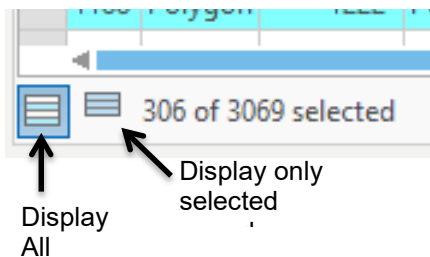 Polygon
306 of 3069 selected
Display only
selected
Display
All